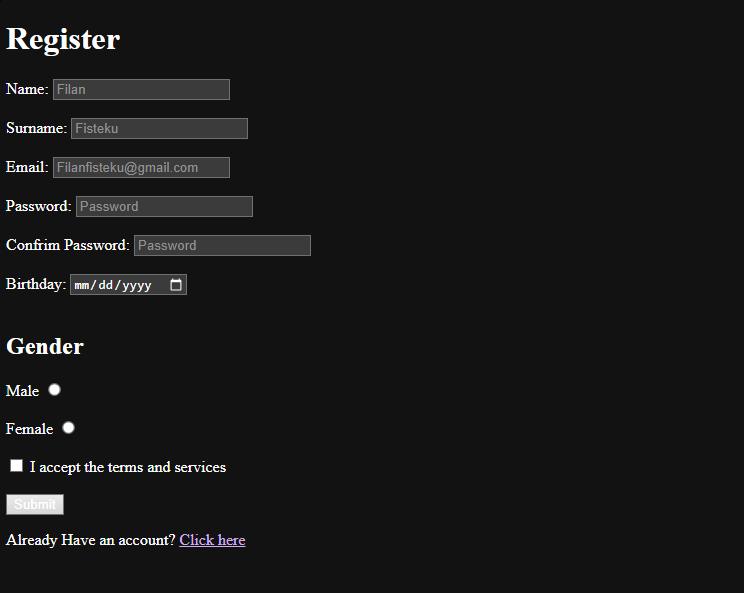 Register
Name: Filan
Surname: Fisteku
Email: Filanfisteku@gmail.com
Password: Password
Confrim Password: Password
Birthday: mm/dd/yyyy
Gender
Male
Female
I accept the terms and services
Submit
Already Have an account? Click here